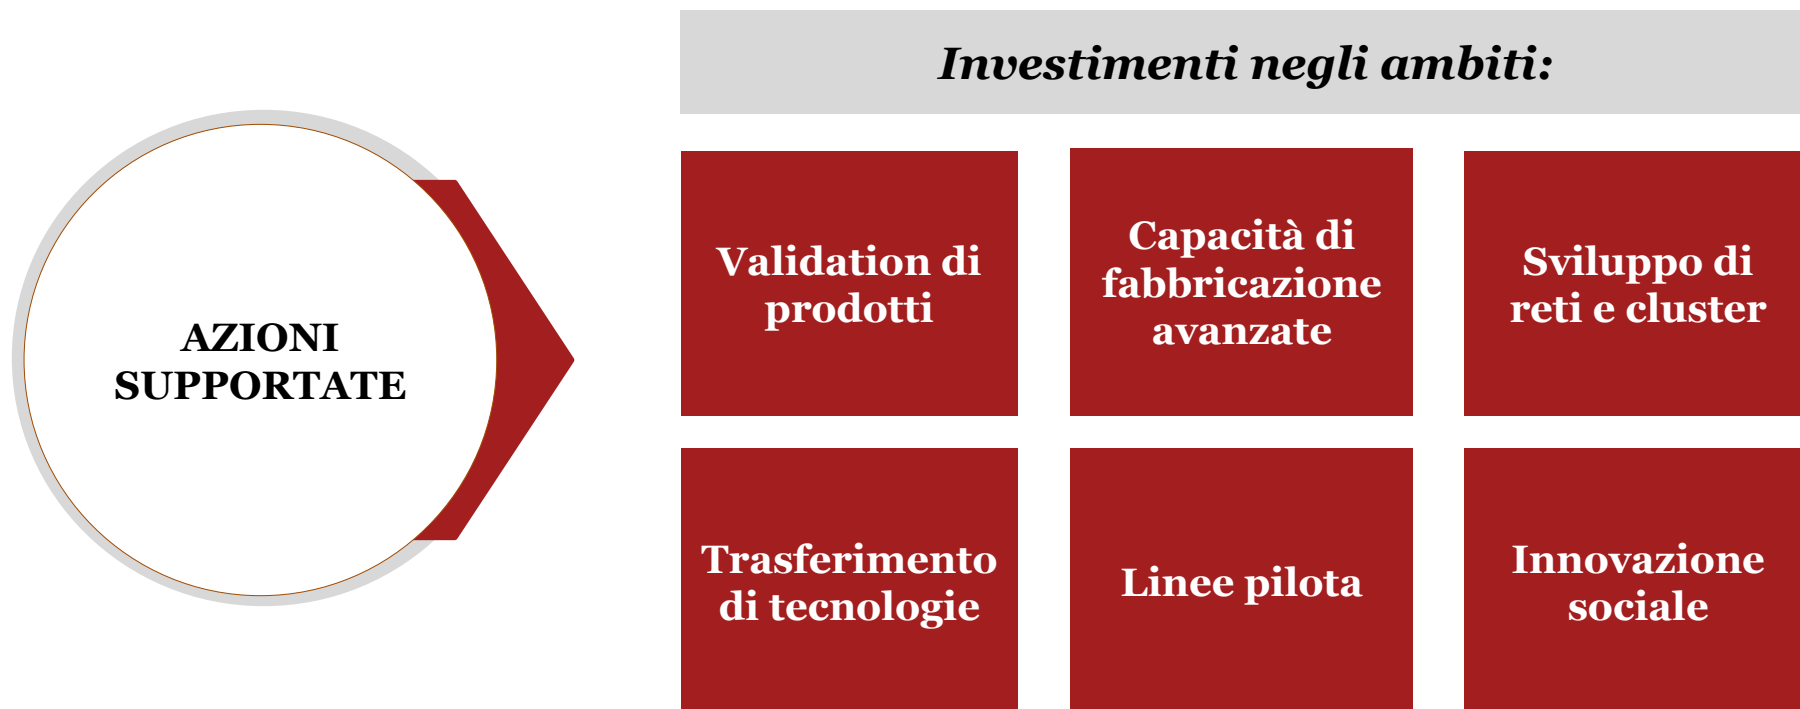 Investimenti negli ambiti:
AZIONI
SUPPORTATE
Validation di
prodotti
Capacità di
fabbricazione
avanzate
Sviluppo di
reti e cluster
Trasferimento
di tecnologie
Linee pilota
Innovazione
sociale